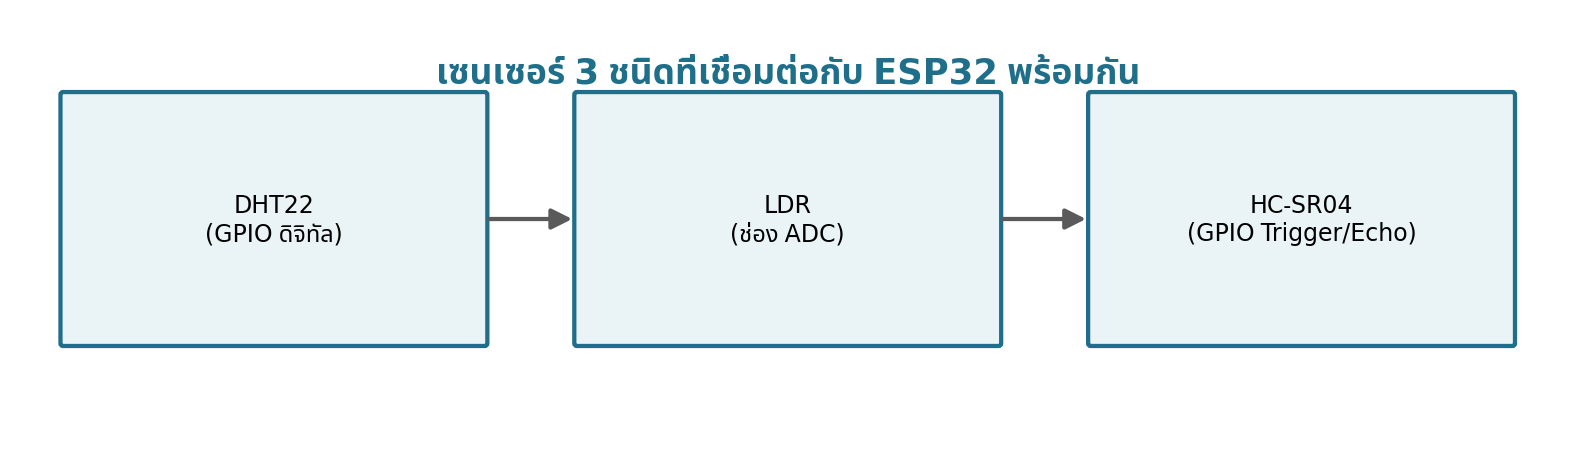 เซนเซอร์ 3 ชนิดที่เชื่อมต่อกับ ESP32 พร้อมกัน
DHT22
(GPIO ดิจิทัล)
LDR
(ช่อง ADC)
HC-SR04
(GPIO Trigger/Echo)